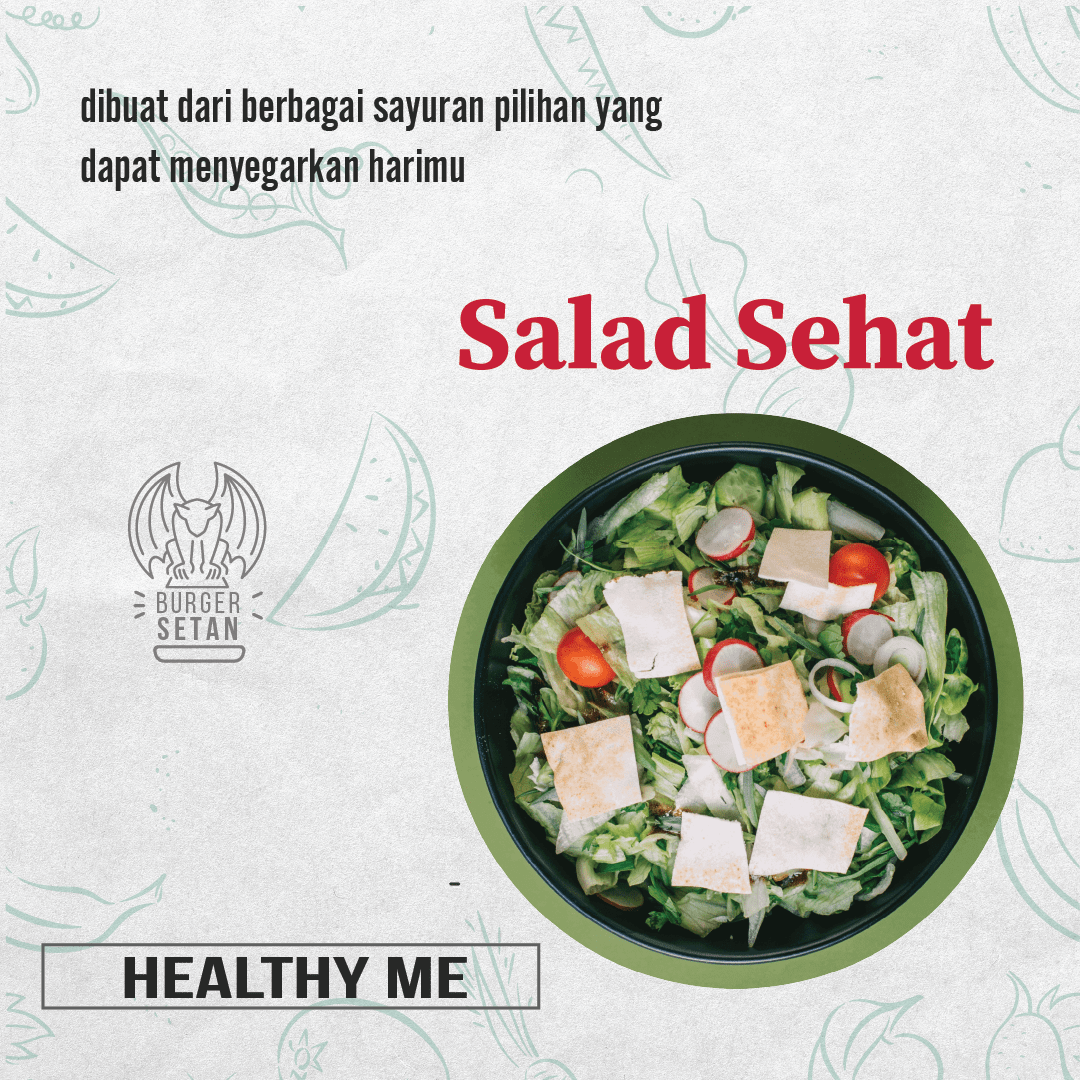 dibuat dari berbagai sayuran pilihan yang
dapat menyegarkan harimu
Salad Sehat
BURGER
SETAN
-
HEALTHY ME